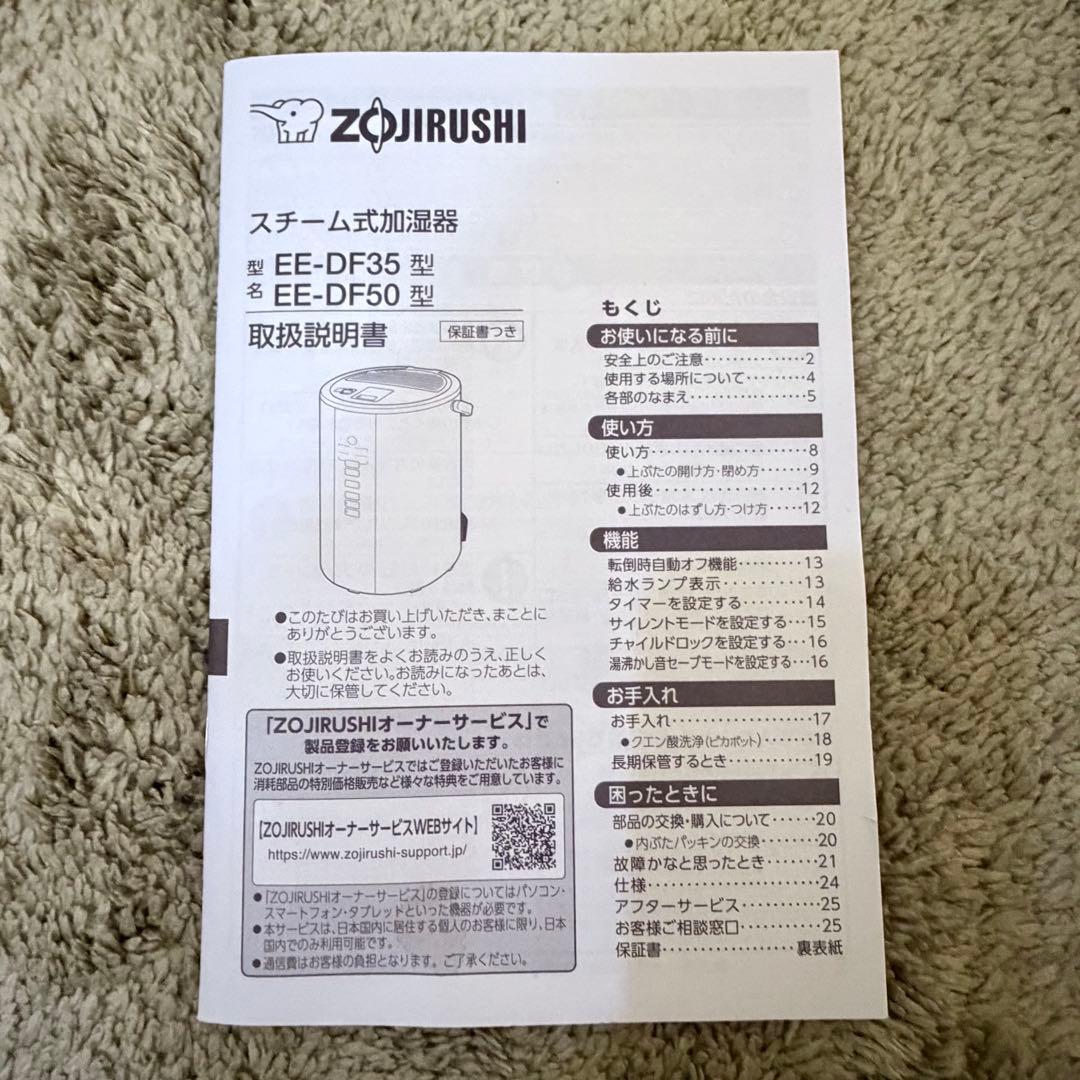 ZOJIRUSHI
スチーム式加湿器
型名 EE-DF35 型
EE-DF50 型
取扱説明書 保証書つき
●このたびはお買い上げいただき、まことに
ありがとうございます。
●取扱説明書をよくお読みのうえ、正しく
お使いください。お読みになったあとは、
大切に保管してください。
「ZOJIRUSHIオーナーサービス」で
製品登録をお願いいたします。
ZOJIRUSHIオーナーサービスではご登録いただいたお客様に
消耗部品の特別価格販売など様々な特典をご用意しています。
【ZOJIRUSHIオーナーサービスWEBサイト】
https://www.zojirushi-support.jp/
●「ZOJIRUSHIオーナーサービス」の登録についてはパソコン・
スマートフォン・タブレットといった機器が必要です。
●本サービスは、日本国内に居住する個人のお客様に限り、日本
国内でのみ利用可能です。
●通信費はお客様の負担となります。ご了承ください。
もくじ
お使いになる前に
安全上のご注意……………2
使用する場所について………4
各部のなまえ………………5
使い方
使い方……………………8
●上ぶたの開け方・閉め方……9
使用後……………………12
●上ぶたのはずし方・つけ方……12
機能
転倒時自動オフ機能………13
給水ランプ表示……………13
タイマーを設定する………14
サイレントモードを設定する…15
チャイルドロックを設定する…16
湯沸かし音セーブモードを設定する…16
お手入れ
お手入れ…………………17
●クエン酸洗浄(ピカポット)……18
長期保管するとき…………19
困ったときに
部品の交換・購入について……20
●内ぶたパッキンの交換………20
故障かなと思ったとき………21
仕様………………………24
アフターサービス…………25
お客様ご相談窓口…………25
保証書…………………裏表紙